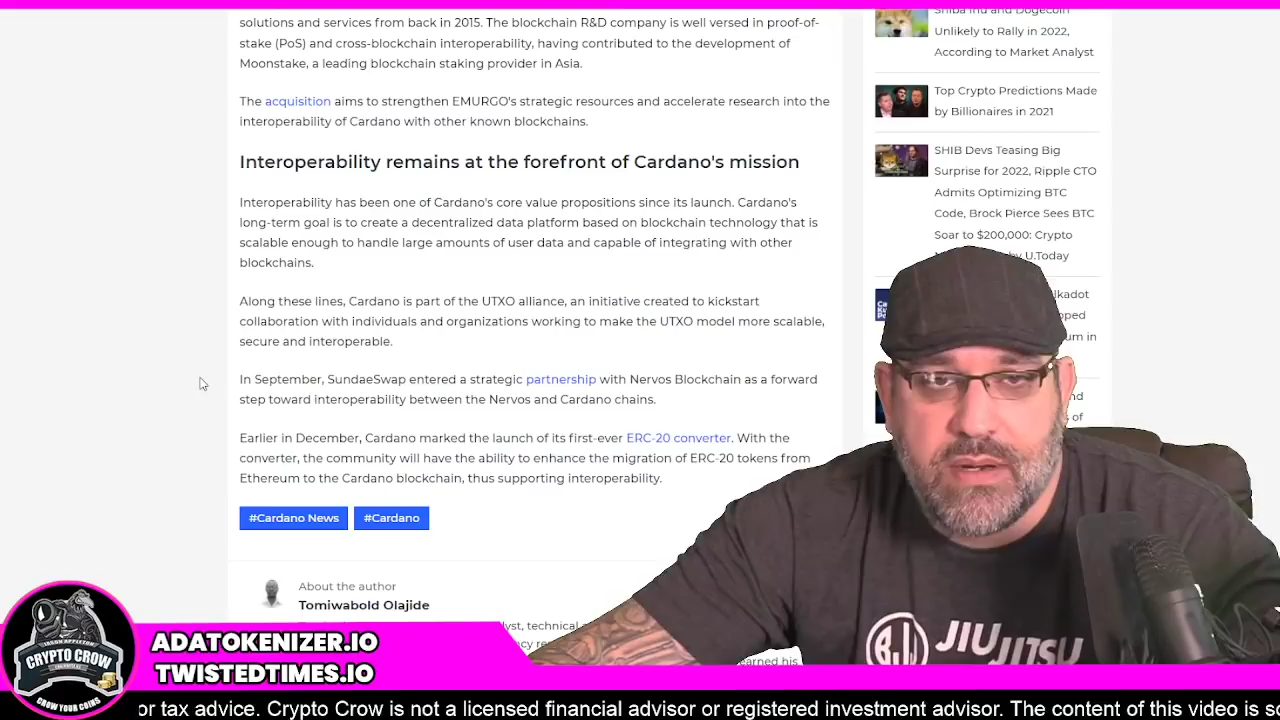 solutions and services from back in 2015. The blockchain R&D company is well versed in proof-of-
stake (PoS) and cross-blockchain interoperability, having contributed to the development of
Moonstake, a leading blockchain staking provider in Asia.
The acquisition aims to strengthen EMURGO's strategic resources and accelerate research into the
interoperability of Cardano with other known blockchains.
Interoperability remains at the forefront of Cardano's mission
Interoperability has been one of Cardano's core value propositions since its launch. Cardano's
long-term goal is to create a decentralized data platform based on blockchain technology that is
scalable enough to handle large amounts of user data and capable of integrating with other
blockchains.
Along these lines, Cardano is part of the UTXO alliance, an initiative created to kickstart
collaboration with individuals and organizations working to make the UTXO model more scalable,
secure and interoperable.
In September, SundaeSwap entered a strategic partnership with Nervos Blockchain as a forward
step toward interoperability between the Nervos and Cardano chains.
Earlier in December, Cardano marked the launch of its first-ever ERC-20 converter. With the
converter, the community will have the ability to enhance the migration of ERC-20 tokens from
Ethereum to the Cardano blockchain, thus supporting interoperability.
#Cardano News #Cardano
About the author
Tomiwabold Olajide
Shiba Inu and Dogecoin
Unlikely to Rally in 2022,
According to Market Analyst
Top Crypto Predictions Made
by Billionaires in 2021
SHIB Devs Teasing Big
Surprise for 2022, Ripple CTO
Admits Optimizing BTC
Code, Brock Pierce Sees BTC
Soar to $200,000: Crypto
by U.Today
BJJ JIU JITSU
CRYPTO CROW
GROW YOUR COINS
ADATOKENIZER.IO
TWISTEDTIMES.IO
or tax advice. Crypto Crow is not a licensed financial advisor or registered investment advisor. The content of this video is